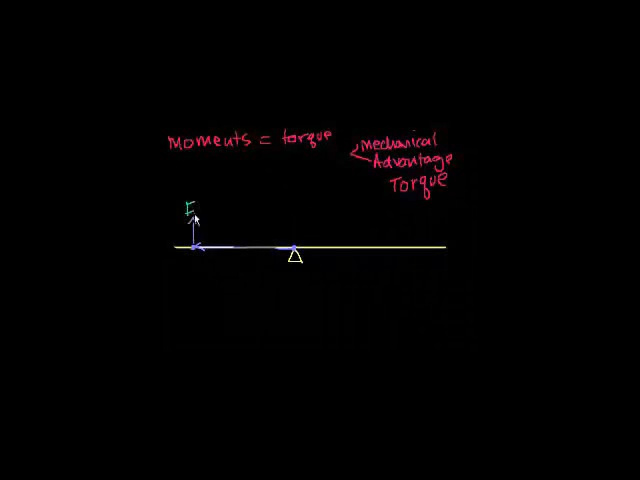 Moments = torque
Mechanical
Advantage
Torque
F